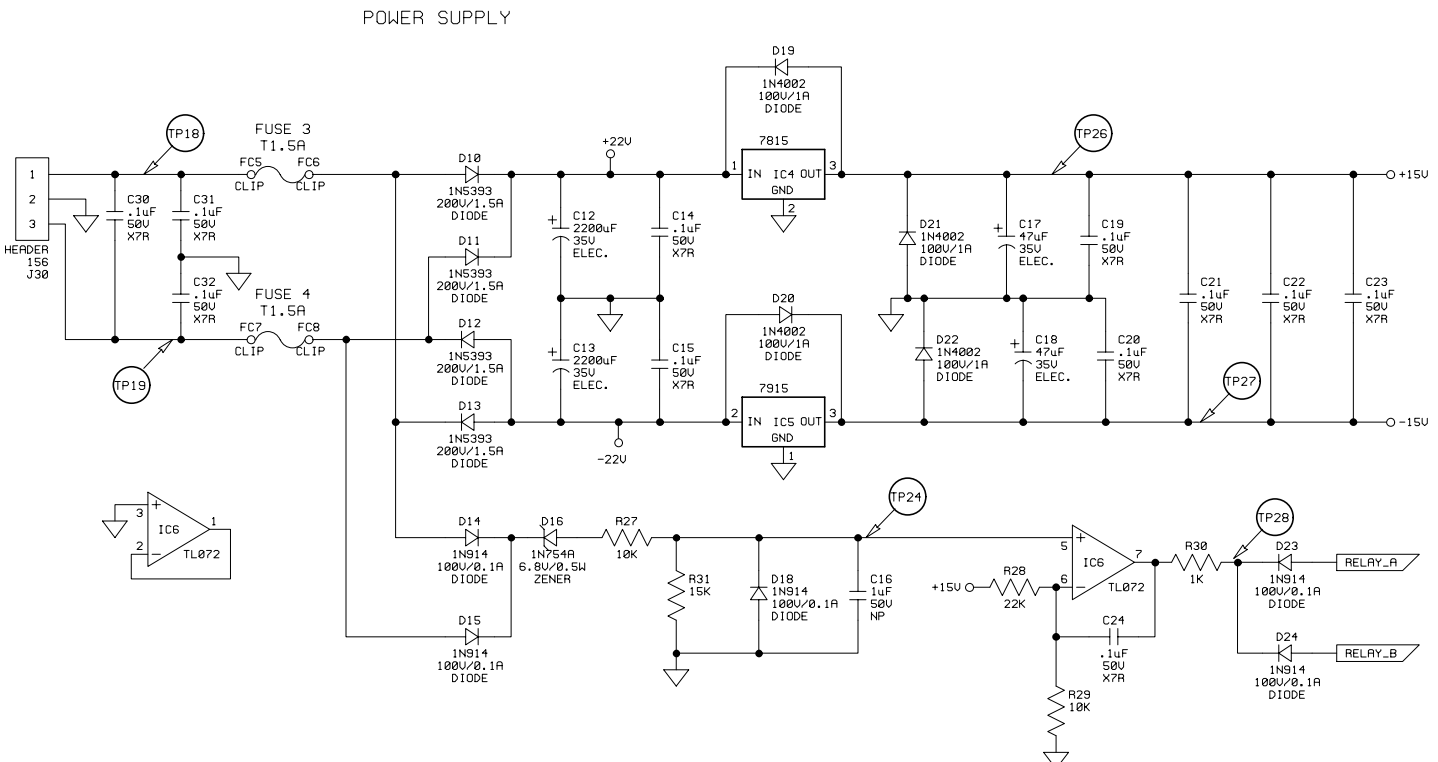 POWER SUPPLY
D19
1N4002
100V/1A
DIODE
TP18
FUSE 3
T1.5A
FC5 FC6
CLIP CLIP
1
2
3
HEADER
156
J30
C30
.1uF
50V
X7R
C31
.1uF
50V
X7R
C32
.1uF
50V
X7R
FUSE 4
T1.5A
FC7 FC8
CLIP CLIP
TP19
D10
1N5393
200V/1.5A
DIODE
D11
1N5393
200V/1.5A
DIODE
D12
1N5393
200V/1.5A
DIODE
D13
1N5393
200V/1.5A
DIODE
+22V
C12
2200uF
35V
ELEC.
+
C14
.1uF
50V
X7R
C13
2200uF
35V
ELEC.
+
C15
.1uF
50V
X7R
-22V
7815
1
IN IC4 OUT
GND
3
2
D20
1N4002
100V/1A
DIODE
7915
2
IN IC5 OUT
GND
3
1
TP26
+15V
D21
1N4002
100V/1A
DIODE
+
C17
47uF
35V
ELEC.
C19
.1uF
50V
X7R
D22
1N4002
100V/1A
DIODE
+
C18
47uF
35V
ELEC.
C20
.1uF
50V
X7R
C21
.1uF
50V
X7R
C22
.1uF
50V
X7R
C23
.1uF
50V
X7R
TP27
-15V
3
+
IC6
1
2
-
TL072
D14
1N914
100V/0.1A
DIODE
D16
1N754A
6.8V/0.5W
ZENER
R27
10K
D15
1N914
100V/0.1A
DIODE
R31
15K
D18
1N914
100V/0.1A
DIODE
C16
1uF
50V
NP
TP24
+15V
R28
22K
5
+
IC6
7
6
-
TL072
C24
.1uF
50V
X7R
R29
10K
R30
1K
TP28
D23
1N914
100V/0.1A
DIODE
RELAY_A
D24
1N914
100V/0.1A
DIODE
RELAY_B